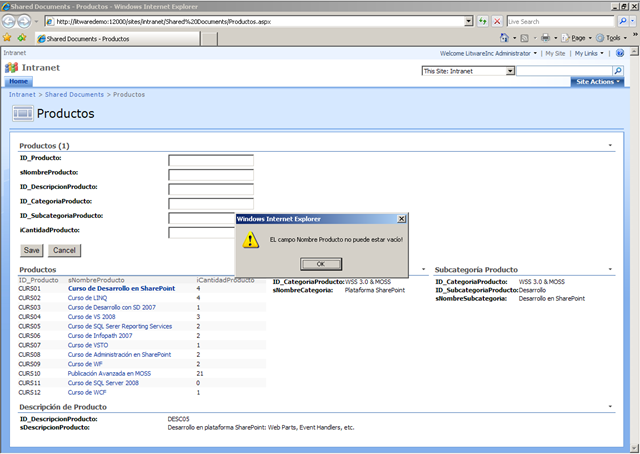 Shared Documents - Productos - Windows Internet Explorer
http://litwaredemo:12000/sites/intranet/Shared%20Documents/Productos.aspx
Live Search
Shared Documents - Productos
Page
Tools
Intranet
Welcome LitwareInc Administrator
My Site
My Links
Intranet
This Site: Intranet
Home
Site Actions
Intranet > Shared Documents > Productos
Productos
Productos (1)
ID_Producto:
sNombreProducto:
ID_DescripcionProducto:
ID_CategoriaProducto:
ID_SubcategoriaProducto:
iCantidadProducto:
Save
Cancel
Windows Internet Explorer
EL campo Nombre Producto no puede estar vacío!
OK
Productos
ID_Producto sNombreProducto iCantidadProducto
CURS01 Curso de Desarrollo en SharePoint 4
CURS02 Curso de LINQ 4
CURS03 Curso de Desarrollo con SD 2007 1
CURS04 Curso de VS 2008 3
CURS05 Curso de SQL Serer Reporting Services 2
CURS06 Curso de Infopath 2007 2
CURS07 Curso de VSTO 1
CURS08 Curso de Administración en SharePoint 2
CURS09 Curso de WF 2
CURS10 Publicación Avanzada en MOSS 21
CURS11 Curso de SQL Server 2008 0
CURS12 Curso de WCF 1
ID_CategoriaProducto: WSS 3.0 & MOSS
sNombreCategoria: Plataforma SharePoint
Subcategoria Producto
ID_CategoriaProducto: WSS 3.0 & MOSS
ID_SubcategoriaProducto: Desarrollo
sNombreSubcategoria: Desarrollo en SharePoint
Descripción de Producto
ID_DescripcionProducto: DESC05
sDescripcionProducto: Desarrollo en plataforma SharePoint: Web Parts, Event Handlers, etc.